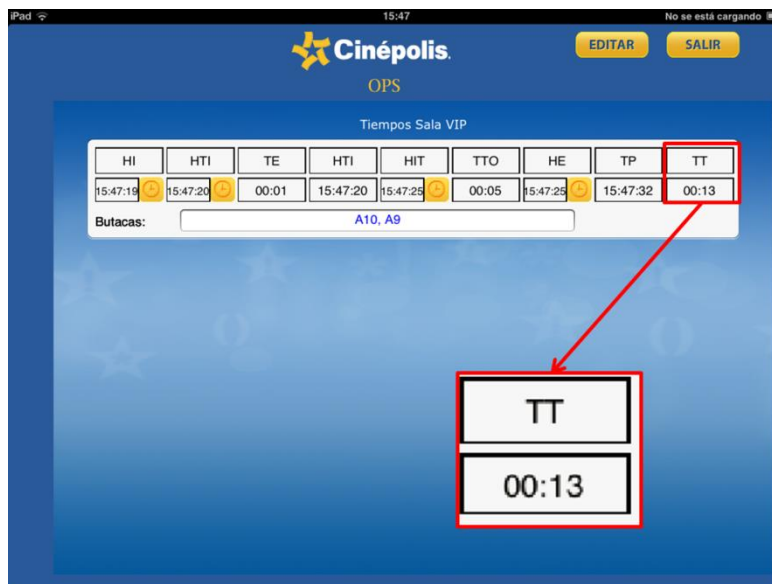 iPad 15:47 No se está cargando
Cinépolis. EDITAR SALIR
OPS
Tiempos Sala VIP
HI HTI TE HTI HIT TTO HE TP TT
15:47:19 15:47:20 00:01 15:47:20 15:47:25 00:05 15:47:25 15:47:32 00:13
Butacas: A10, A9
TT
00:13